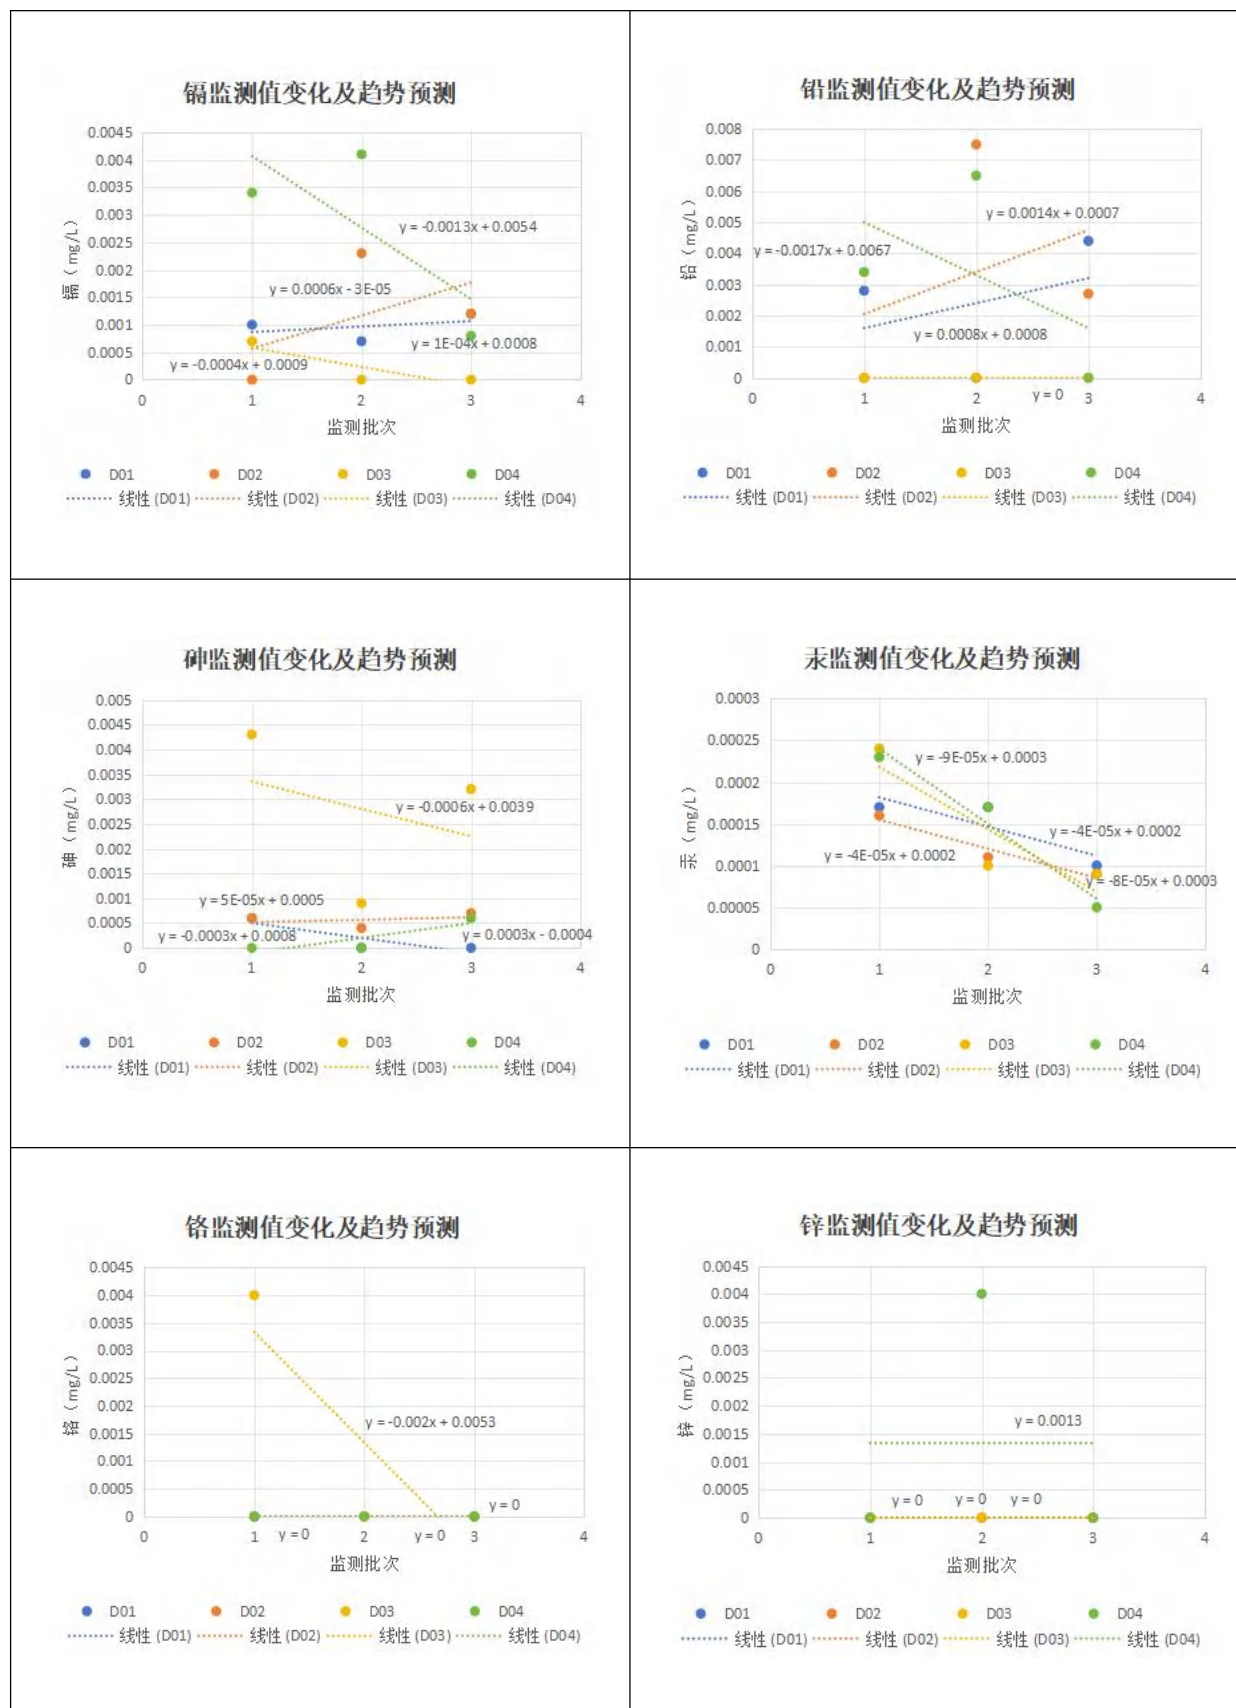 镉监测值变化及趋势预测
0.0045
0.004
0.0035
0.003
0.0025
0.002
0.0015
0.001
0.0005
0
镉（mg/L）
y = -0.0013x + 0.0054
y = 0.0006x - 3E-05
y = 1E-04x + 0.0008
y = -0.0004x + 0.0009
0 1 2 3 4
监测批次
D01 D02 D03 D04
线性 (D01) 线性 (D02) 线性 (D03) 线性 (D04)
铅监测值变化及趋势预测
0.008
0.007
0.006
0.005
0.004
0.003
0.002
0.001
0
铅（mg/L）
y = 0.0014x + 0.0007
y = -0.0017x + 0.0067
y = 0.0008x + 0.0008
y = 0
0 1 2 3 4
监测批次
D01 D02 D03 D04
线性 (D01) 线性 (D02) 线性 (D03) 线性 (D04)
砷监测值变化及趋势预测
0.005
0.0045
0.004
0.0035
0.003
0.0025
0.002
0.0015
0.001
0.0005
0
砷（mg/L）
y = -0.0006x + 0.0039
y = 5E-05x + 0.0005
y = -0.0003x + 0.0008
y = 0.0003x - 0.0004
0 1 2 3 4
监测批次
D01 D02 D03 D04
线性 (D01) 线性 (D02) 线性 (D03) 线性 (D04)
汞监测值变化及趋势预测
0.0003
0.00025
0.0002
0.00015
0.0001
0.00005
0
汞（mg/L）
y = -9E-05x + 0.0003
y = -4E-05x + 0.0002
y = -4E-05x + 0.0002
y = -8E-05x + 0.0003
0 1 2 3 4
监测批次
D01 D02 D03 D04
线性 (D01) 线性 (D02) 线性 (D03) 线性 (D04)
铬监测值变化及趋势预测
0.0045
0.004
0.0035
0.003
0.0025
0.002
0.0015
0.001
0.0005
0
铬（mg/L）
y = -0.002x + 0.0053
y = 0
y = 0 y = 0
0 1 2 3 4
监测批次
D01 D02 D03 D04
线性 (D01) 线性 (D02) 线性 (D03) 线性 (D04)
锌监测值变化及趋势预测
0.0045
0.004
0.0035
0.003
0.0025
0.002
0.0015
0.001
0.0005
0
锌（mg/L）
y = 0.0013
y = 0 y = 0 y = 0
0 1 2 3 4
监测批次
D01 D02 D03 D04
线性 (D01) 线性 (D02) 线性 (D03) 线性 (D04)